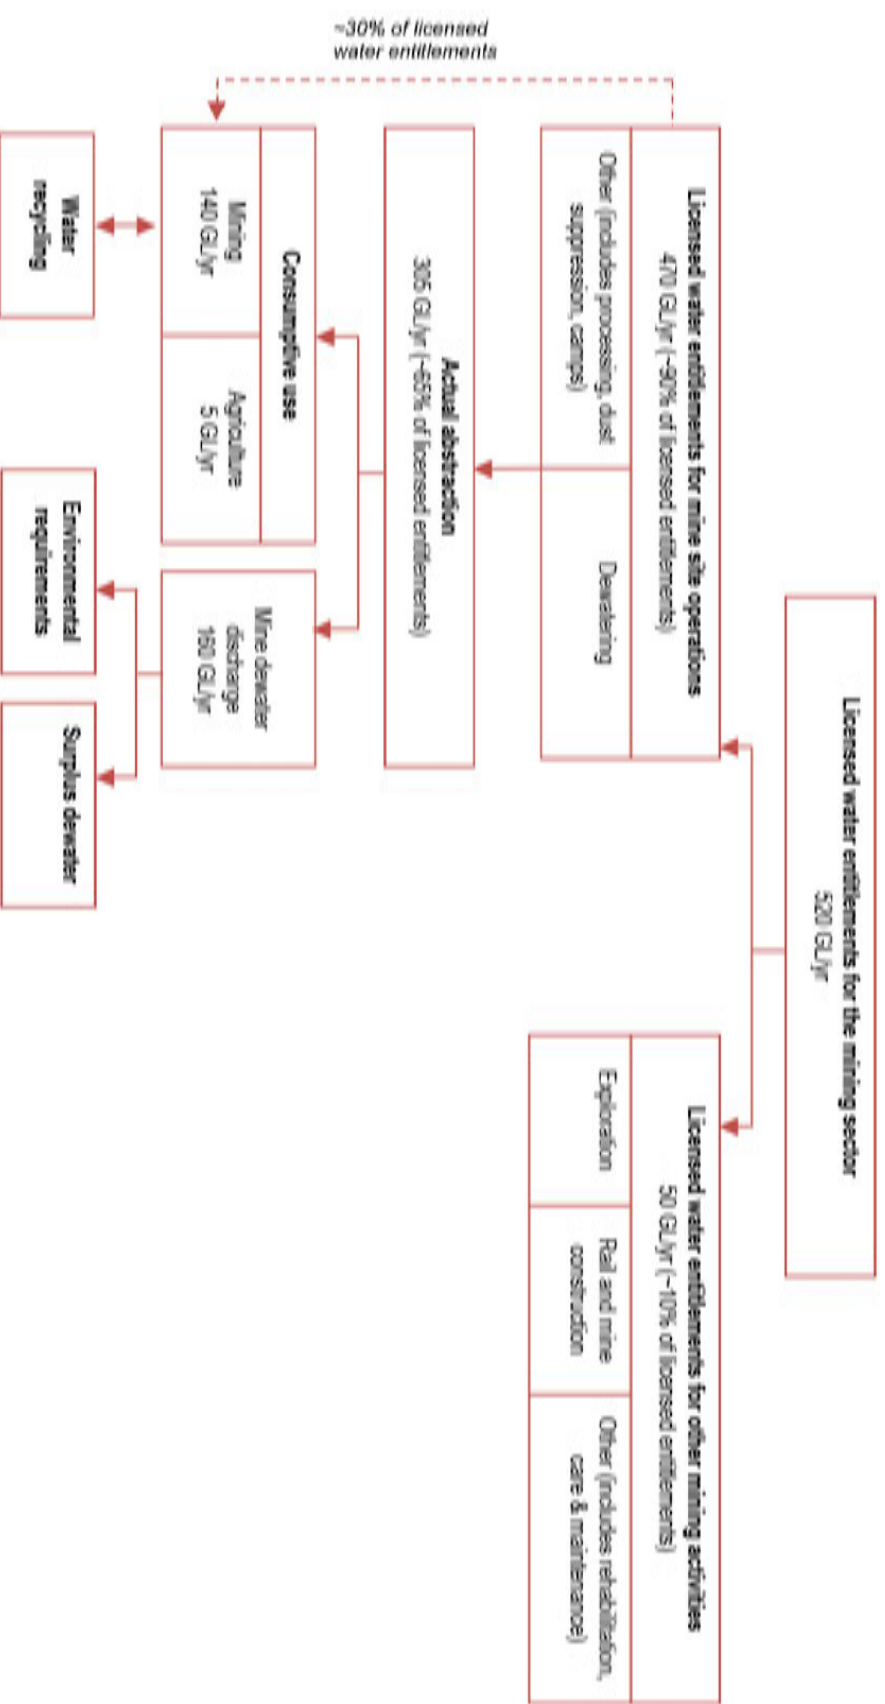 Licensed water entitlements for the mining sector
520 GL/yr
Licensed water entitlements for mine site operations
470 GL/yr (~90% of licensed entitlements)
Other (includes processing, dust
suppression, camps)
Dewatering
Licensed water entitlements for other mining activities
50 GL/yr (~10% of licensed entitlements)
Exploration
Rail and mine
construction
Other (includes rehabilitation,
care & maintenance)
~30% of licensed
water entitlements
Actual abstraction
305 GL/yr (~65% of licensed entitlements)
Consumptive use
Mining
140 GL/yr
Agriculture
5 GL/yr
Mine dewater
discharge
160 GL/yr
Water
recycling
Environmental
requirements
Surplus dewater